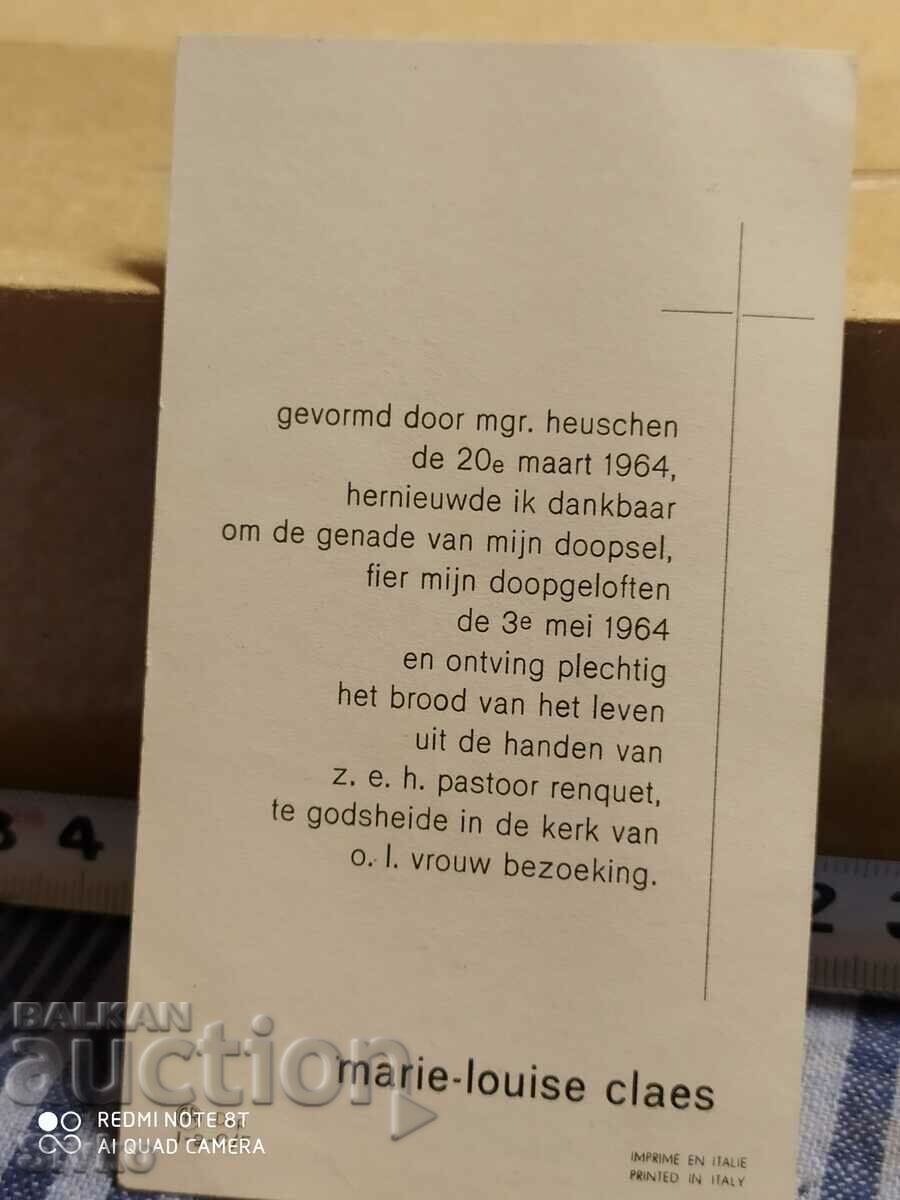 gevormd door mgr. heuschen
de 20e maart 1964,
hernieuwde ik dankbaar
om de genade van mijn doopsel,
fier mijn doopgeloften
de 3e mei 1964
en ontving plechtig
het brood van het leven
uit de handen van
z. e. h. pastoor renquet,
te godsheide in de kerk van
o. l. vrouw bezoeking.
4
2
BALKAN
auction
marie-louise claes
REDMI NOTE 8T
AI QUAD CAMERA
IMPRIME EN ITALIE
PRINTED IN ITALY